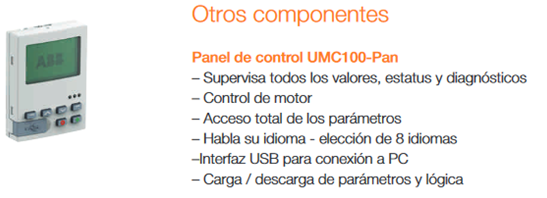 Otros componentes
Panel de control UMC100-Pan
– Supervisa todos los valores, estatus y diagnósticos
– Control de motor
– Acceso total de los parámetros
– Habla su idioma - elección de 8 idiomas
–Interfaz USB para conexión a PC
– Carga / descarga de parámetros y lógica
ABB